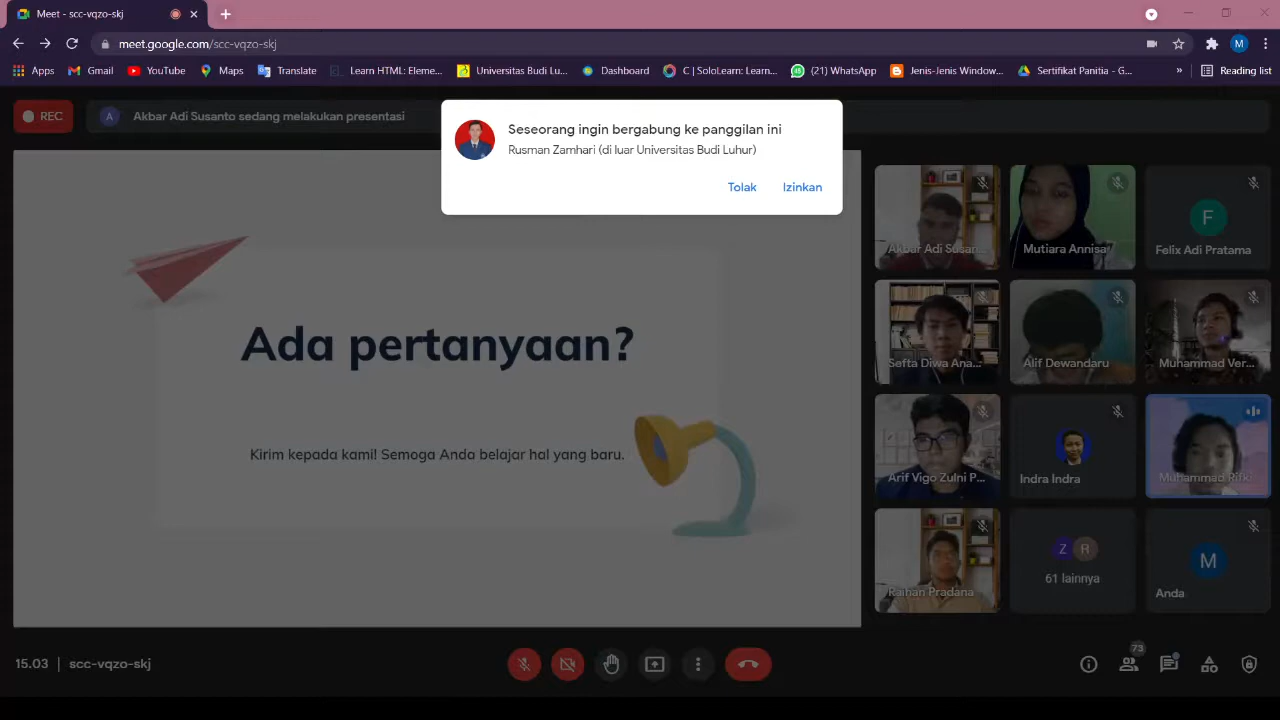 Meet - scc-vqzo-skj
meet.google.com/scc-vqzo-skj
M
Apps
Gmail
YouTube
Maps
Translate
Learn HTML: Eleme...
Universitas Budi Lu...
Dashboard
C | SoloLearn: Learn...
(21) WhatsApp
Jenis-Jenis Window...
Sertifikat Panitia - G...
»
Reading list
REC
A
Akbar Adi Susanto sedang melakukan presentasi
Seseorang ingin bergabung ke panggilan ini
Rusman Zamhari (di luar Universitas Budi Luhur)
Tolak
Izinkan
Ada pertanyaan?
Kirim kepada kami! Semoga Anda belajar hal yang baru.
Akbar Adi Susan...
Mutiara Annisa
F
Felix Adi Pratama
Sefta Diwa Ana...
Alif Dewandaru
Muhammad Ver...
Arif Vigo Zulni P...
Indra Indra
Muhammad Rifki
Raihan Pradana
Z
R
61 lainnya
M
Anda
15.03 | scc-vqzo-skj
73